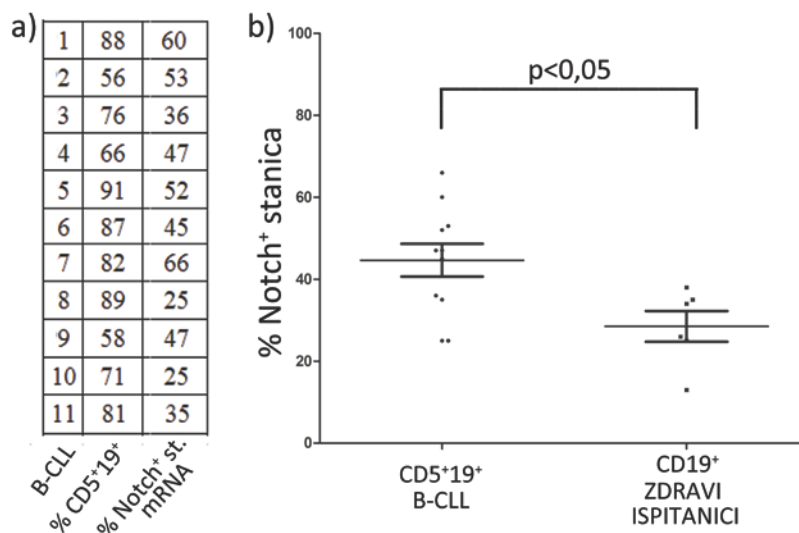 a)
1 88 60
2 56 53
3 76 36
4 66 47
5 91 52
6 87 45
7 82 66
8 89 25
9 58 47
10 71 25
11 81 35
B-CLL
% CD5⁺19⁺
% Notch⁺ st.
mRNA
b)
% Notch⁺ stanica
100
80
60
40
20
0
p<0,05
CD5⁺19⁺
B-CLL
CD19⁺
ZDRAVI
ISPITANICI